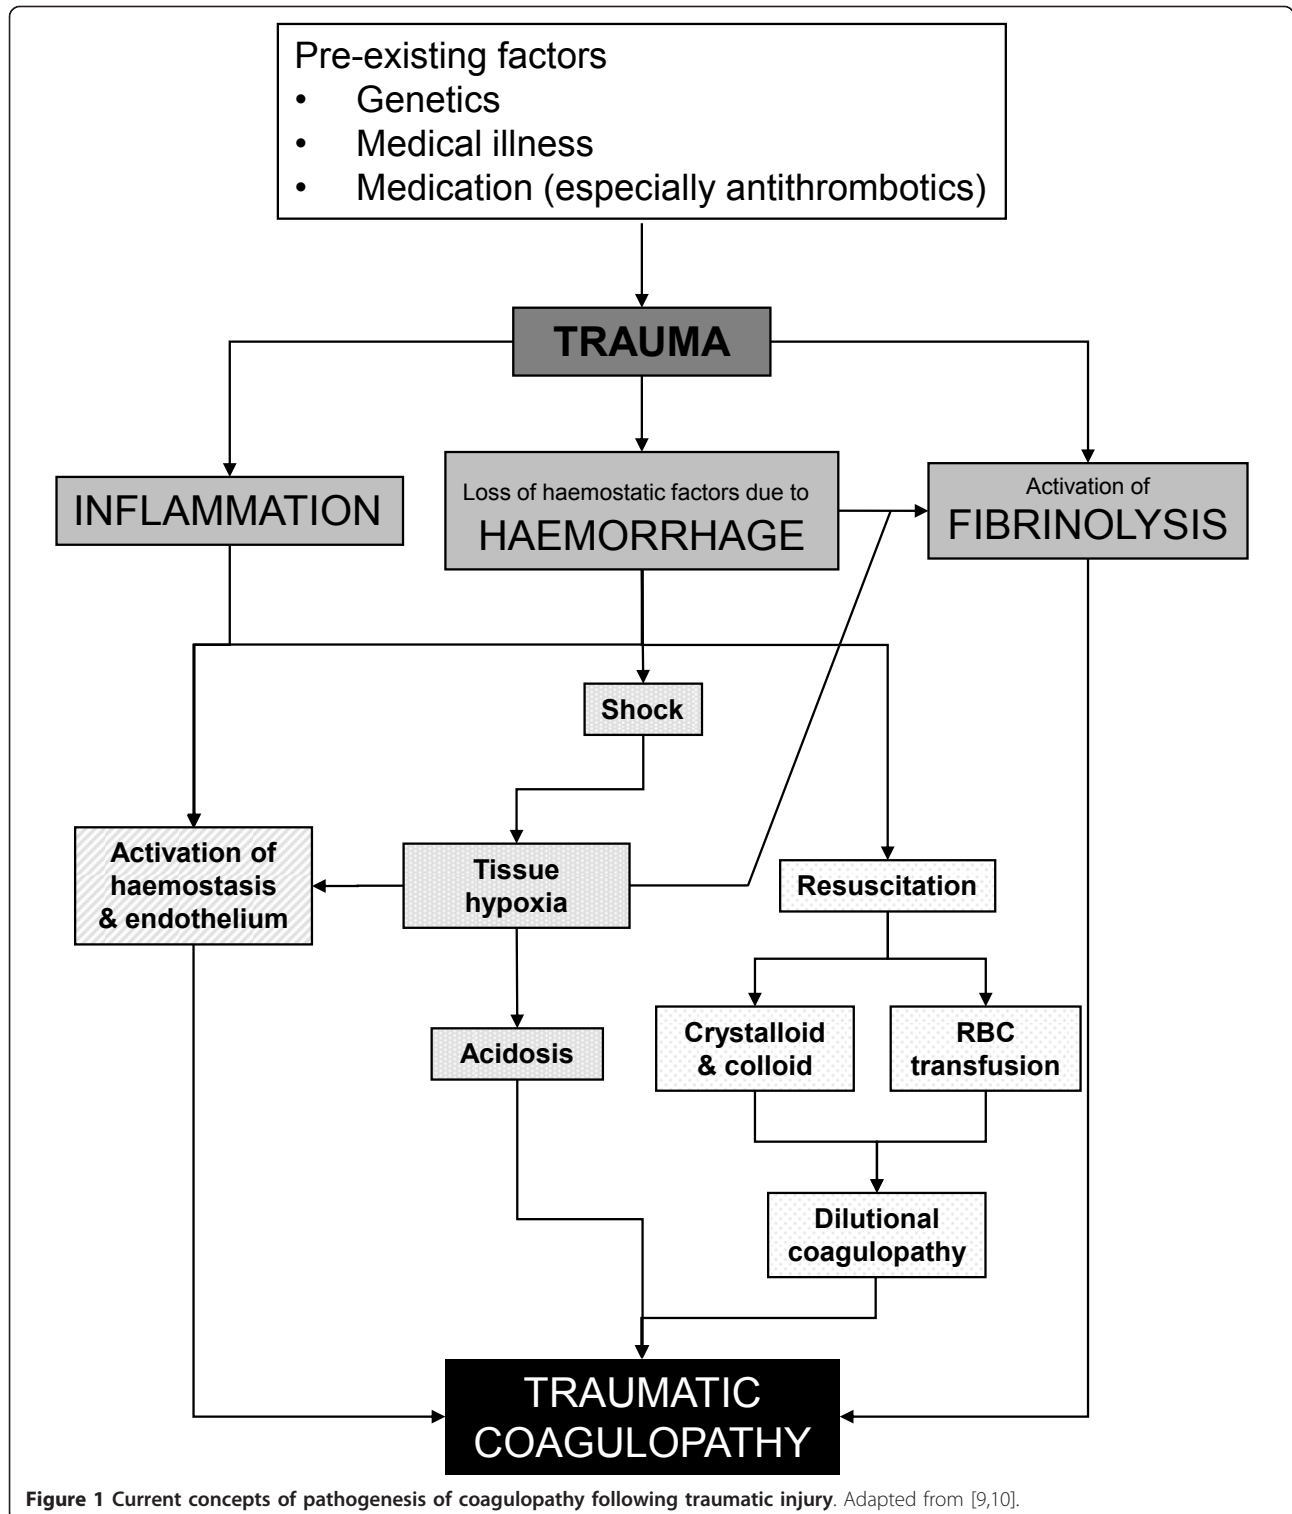 Pre-existing factors
• Genetics
• Medical illness
• Medication (especially antithrombotics)
TRAUMA
INFLAMMATION
Loss of haemostatic factors due to
HAEMORRHAGE
Activation of
FIBRINOLYSIS
Shock
Activation of
haemostasis
& endothelium
Tissue
hypoxia
Resuscitation
Acidosis
Crystalloid
& colloid
RBC
transfusion
Dilutional
coagulopathy
TRAUMATIC
COAGULOPATHY
Figure 1 Current concepts of pathogenesis of coagulopathy following traumatic injury. Adapted from [9,10].